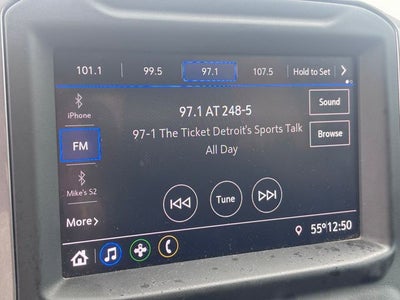 101.1 99.5 97.1 107.5 Hold to Set
iPhone
FM
Mike's S2
More
97.1 AT 248-5
97-1 The Ticket Detroit's Sports Talk
All Day
Sound
Browse
Tune
55° 12:50